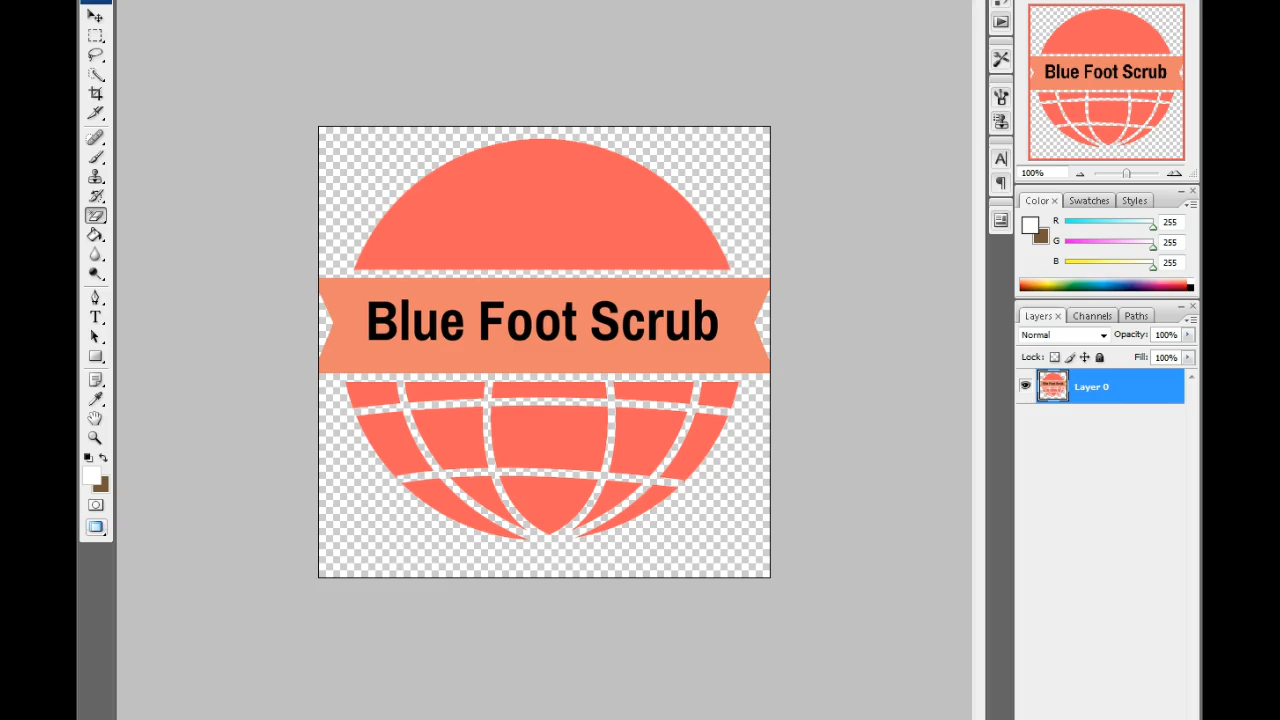 Blue Foot Scrub
Blue Foot Scrub
100%
Color × Swatches Styles
R 255
G 255
B 255
Layers × Channels Paths
Normal Opacity: 100%
Lock: Fill: 100%
Layer 0